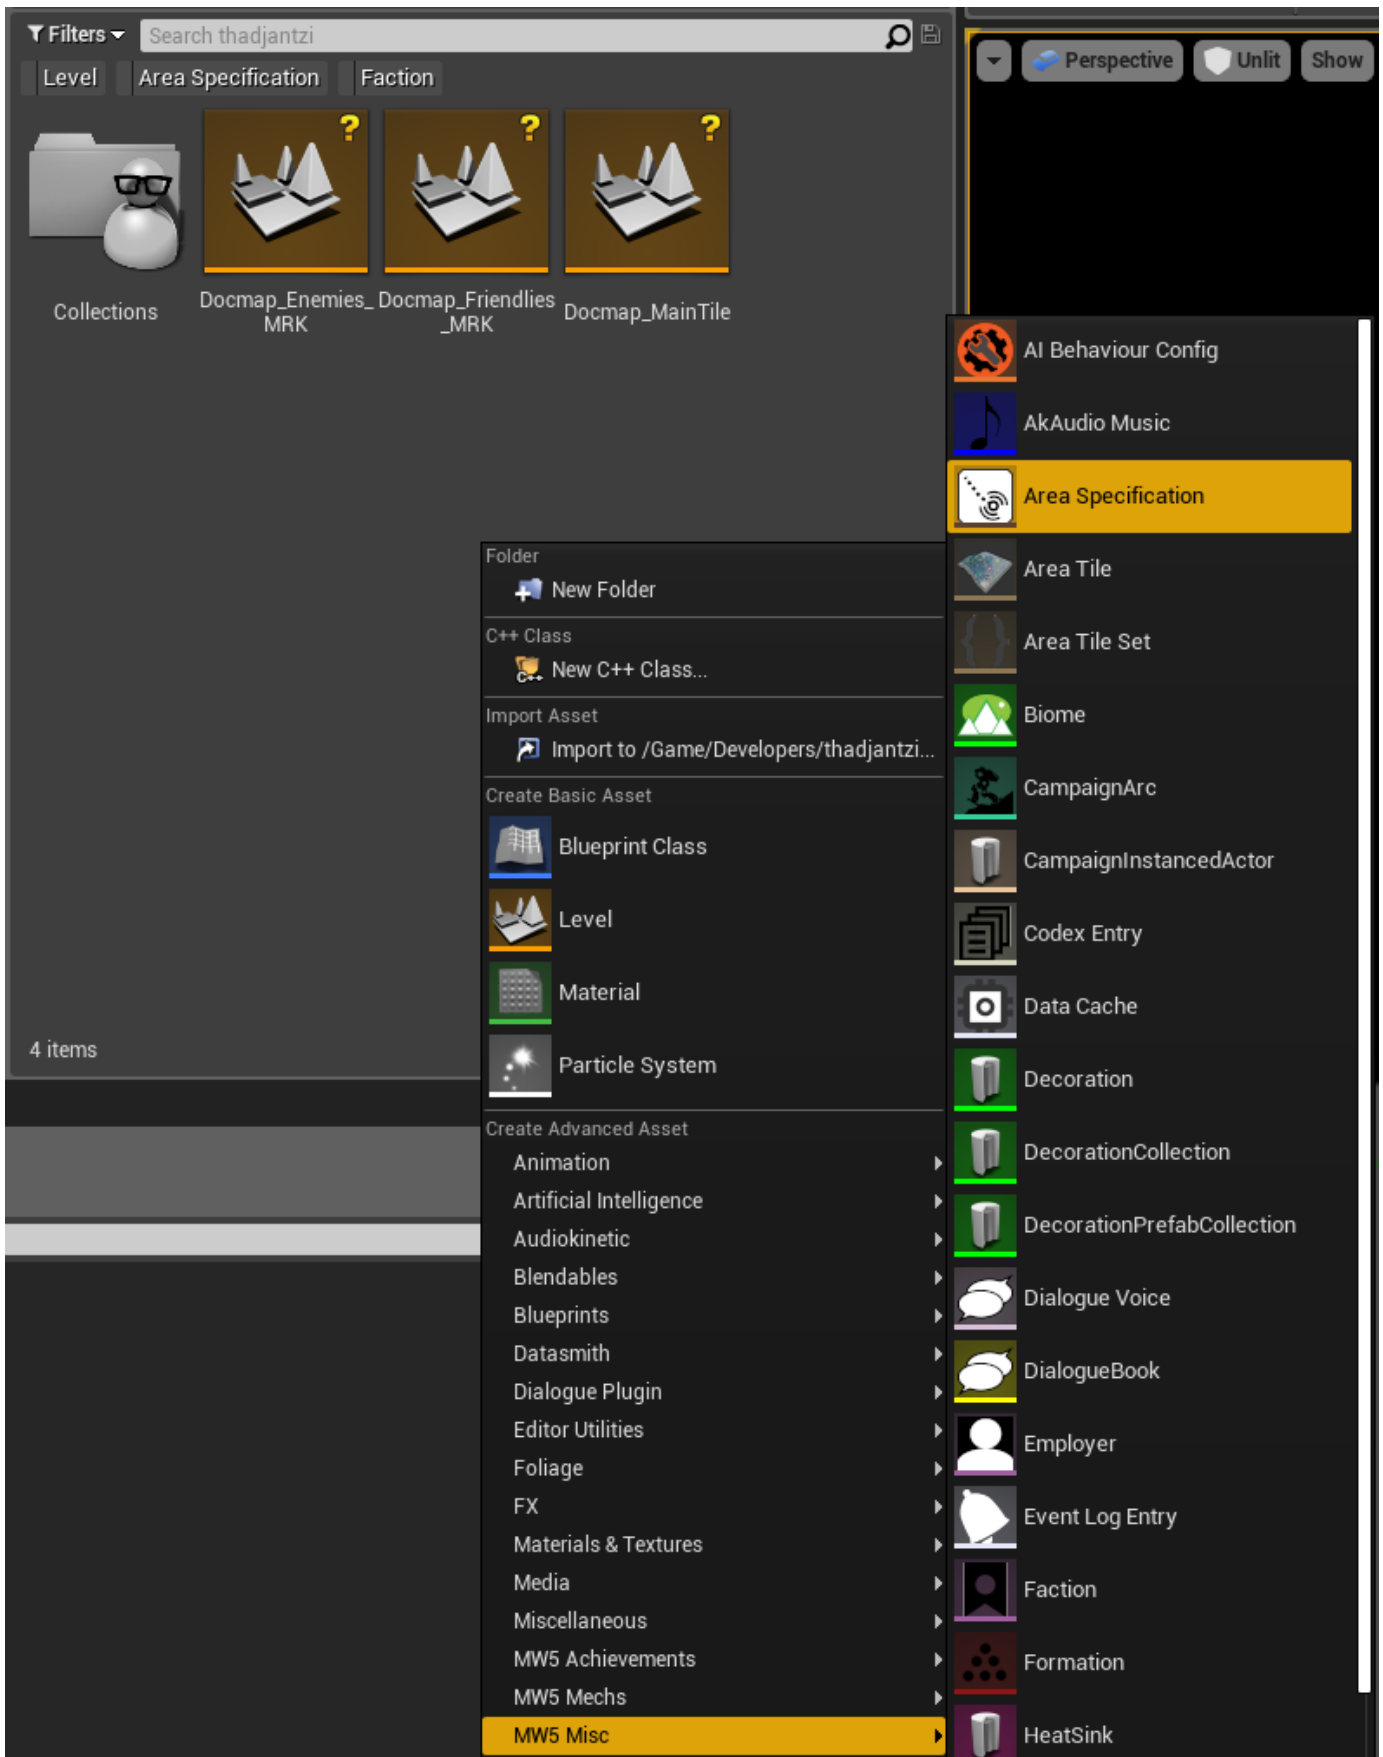 Filters
Search thadjantzi
Perspective
Unlit
Show
Level
Area Specification
Faction
?
?
?
Collections
Docmap_Enemies_
MRK
Docmap_Friendlies
_MRK
Docmap_MainTile
4 items
Folder
New Folder
C++ Class
C++
New C++ Class...
Import Asset
Import to /Game/Developers/thadjantzi...
Create Basic Asset
Blueprint Class
Level
Material
Particle System
Create Advanced Asset
Animation
Artificial Intelligence
Audiokinetic
Blendables
Blueprints
Datasmith
Dialogue Plugin
Editor Utilities
Foliage
FX
Materials & Textures
Media
Miscellaneous
MW5 Achievements
MW5 Mechs
MW5 Misc
AI Behaviour Config
AkAudio Music
Area Specification
Area Tile
Area Tile Set
Biome
CampaignArc
CampaignInstancedActor
Codex Entry
Data Cache
Decoration
DecorationCollection
DecorationPrefabCollection
Dialogue Voice
DialogueBook
Employer
Event Log Entry
Faction
Formation
HeatSink